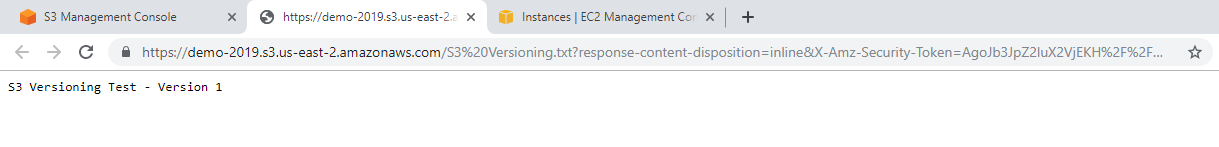 S3 Management Console
https://demo-2019.s3.us-east-2.a
Instances | EC2 Management Con
https://demo-2019.s3.us-east-2.amazonaws.com/S3%20Versioning.txt?response-content-disposition=inline&X-Amz-Security-Token=AgoJb3JpZ2luX2VjEKH%2F%2F...
S3 Versioning Test - Version 1